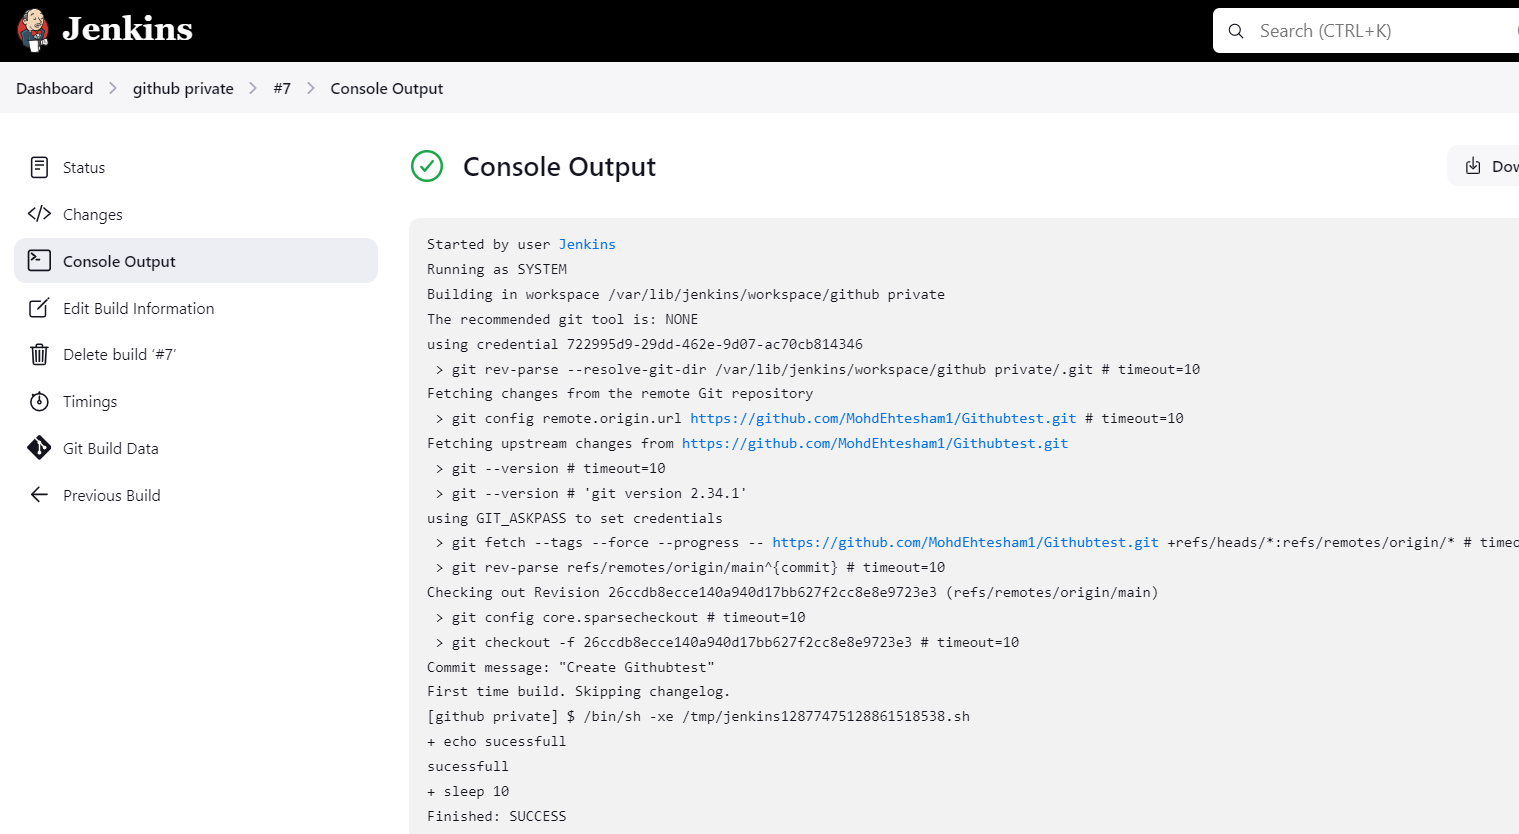 Jenkins
Search (CTRL+K)
Dashboard > github private > #7 > Console Output
Status
Changes
Console Output
Edit Build Information
Delete build ‘#7’
Timings
Git Build Data
Previous Build
Console Output
Started by user Jenkins
Running as SYSTEM
Building in workspace /var/lib/jenkins/workspace/github private
The recommended git tool is: NONE
using credential 722995d9-29dd-462e-9d07-ac70cb814346
> git rev-parse --resolve-git-dir /var/lib/jenkins/workspace/github private/.git # timeout=10
Fetching changes from the remote Git repository
> git config remote.origin.url https://github.com/MohdEhtesham1/Githubtest.git # timeout=10
Fetching upstream changes from https://github.com/MohdEhtesham1/Githubtest.git
> git --version # timeout=10
> git --version # 'git version 2.34.1'
using GIT_ASKPASS to set credentials
> git fetch --tags --force --progress -- https://github.com/MohdEhtesham1/Githubtest.git +refs/heads/*:refs/remotes/origin/* #
> git rev-parse refs/remotes/origin/main^{commit} # timeout=10
Checking out Revision 26ccdb8ecce140a940d17bb627f2cc8e8e9723e3 (refs/remotes/origin/main)
> git config core.sparsecheckout # timeout=10
> git checkout -f 26ccdb8ecce140a940d17bb627f2cc8e8e9723e3 # timeout=10
Commit message: "Create Githubtest"
First time build. Skipping changelog.
[github private] $ /bin/sh -xe /tmp/jenkins12877475128861518538.sh
+ echo sucessfull
sucessfull
+ sleep 10
Finished: SUCCESS